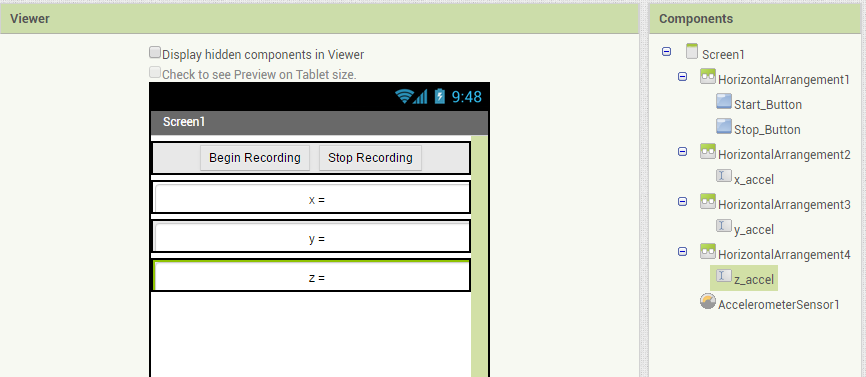 Viewer
Display hidden components in Viewer
Check to see Preview on Tablet size.
9:48
Screen1
Begin Recording Stop Recording
x =
y =
z =
Components
Screen1
HorizontalArrangement1
Start_Button
Stop_Button
HorizontalArrangement2
x_accel
HorizontalArrangement3
y_accel
HorizontalArrangement4
z_accel
AccelerometerSensor1